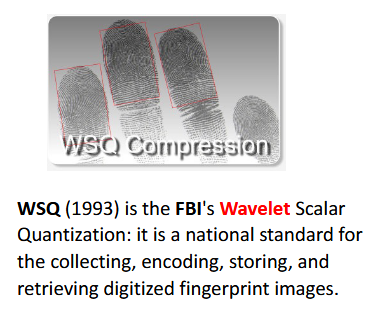 WSQ Compression
WSQ (1993) is the FBI's Wavelet Scalar
Quantization: it is a national standard for
the collecting, encoding, storing, and
retrieving digitized fingerprint images.